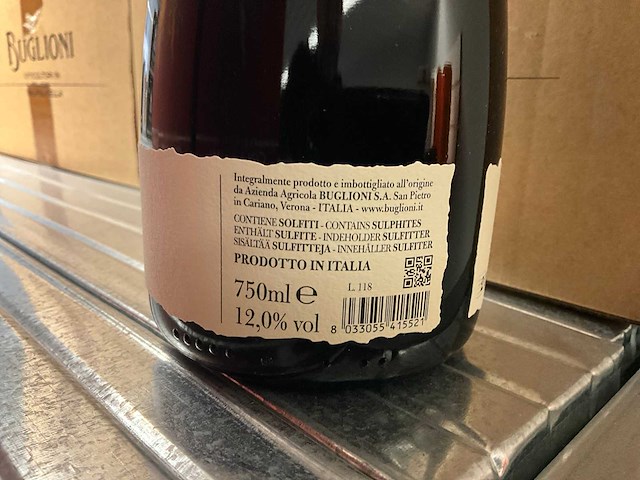 BUGLIONI
Integralmente prodotto e imbottigliato all'origine
da Azienda Agricola BUGLIONI S.A. San Pietro
in Cariano, Verona - ITALIA - www.buglioni.it
CONTIENE SOLFITI - CONTAINS SULPHITES
ENTHÄLT SULFITE - INDEHOLDER SULFITTER
SISÄLTÄÄ SULFITTEJA - INNEHÅLLER SULFITER
PRODOTTO IN ITALIA
750ml e
L. 118
12,0% vol
8 033055 415521